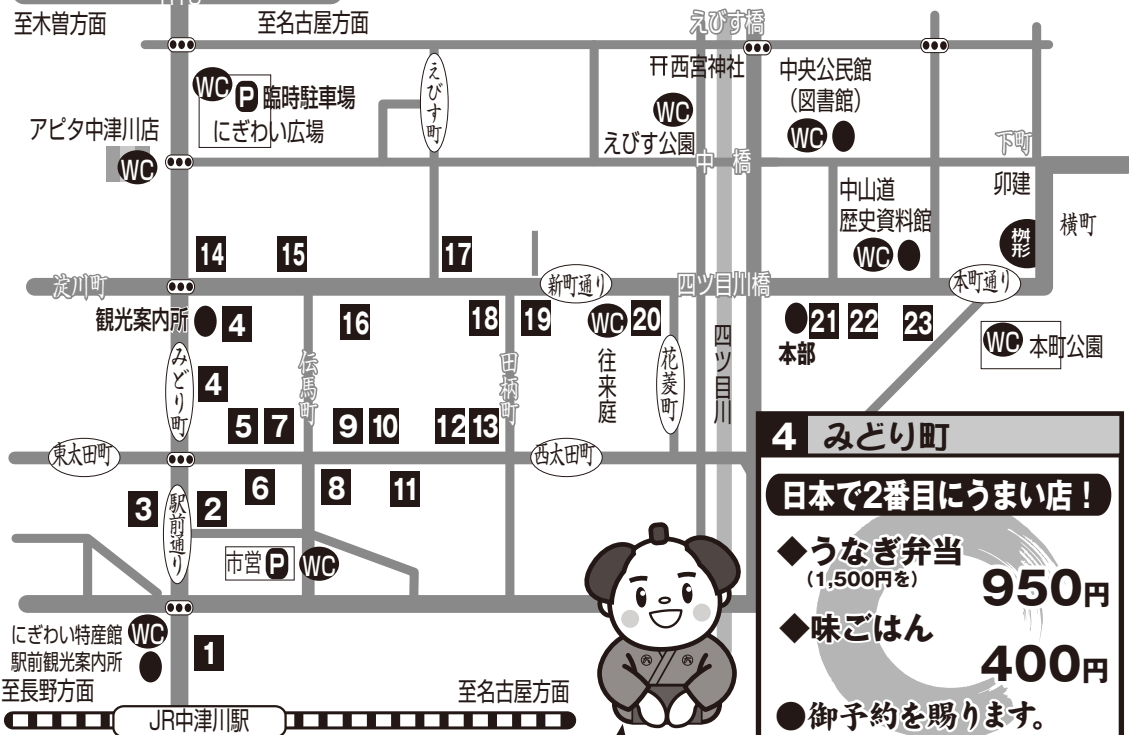 至木曽方面
至名古屋方面
えびす橋
WC P 臨時駐車場
にぎわい広場
えびす町
西宮神社
WC
えびす公園
中央公民館
(図書館)
WC
アピタ中津川店
WC
中橋
下町
卯建
横町
桝形
中山道
歴史資料館
WC
14
15
17
淀川町
新町通り
四ツ目川橋
本町通り
観光案内所
4
16
18
19
WC
20
往来庭
21
22
23
本部
WC
本町公園
みどり町
4
伝馬町
田柄町
花菱町
四ツ目川
5
7
9
10
12
13
東太田町
西太田町
3
駅前通り
2
6
8
11
市営 P WC
にぎわい特産館 WC
駅前観光案内所
1
至長野方面
至名古屋方面
JR中津川駅
4 みどり町
日本で2番目にうまい店!
◆うなぎ弁当
(1,500円を)
950円
◆味ごはん
400円
●御予約を賜ります。